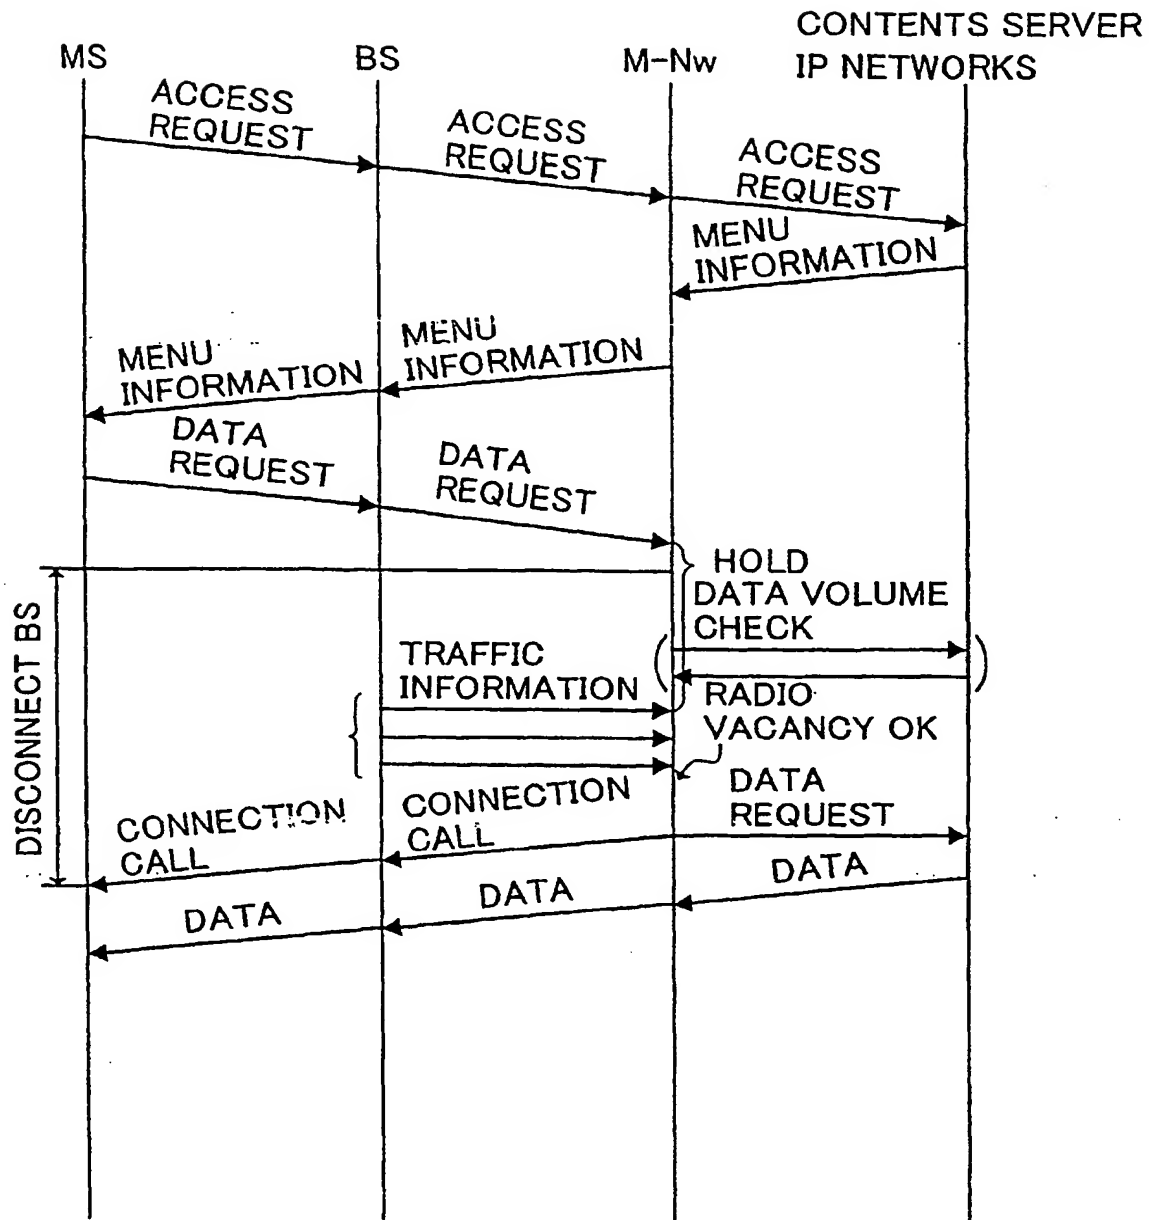 CONTENTS SERVER
IP NETWORKS
MS
BS
M-Nw
ACCESS
REQUEST
ACCESS
REQUEST
ACCESS
REQUEST
MENU
INFORMATION
MENU
INFORMATION
MENU
INFORMATION
DATA
REQUEST
DATA
REQUEST
HOLD
DATA VOLUME
CHECK
DISCONNECT BS
TRAFFIC
INFORMATION
RADIO
VACANCY OK
DATA
REQUEST
CONNECTION
CALL
CONNECTION
CALL
DATA
DATA
DATA